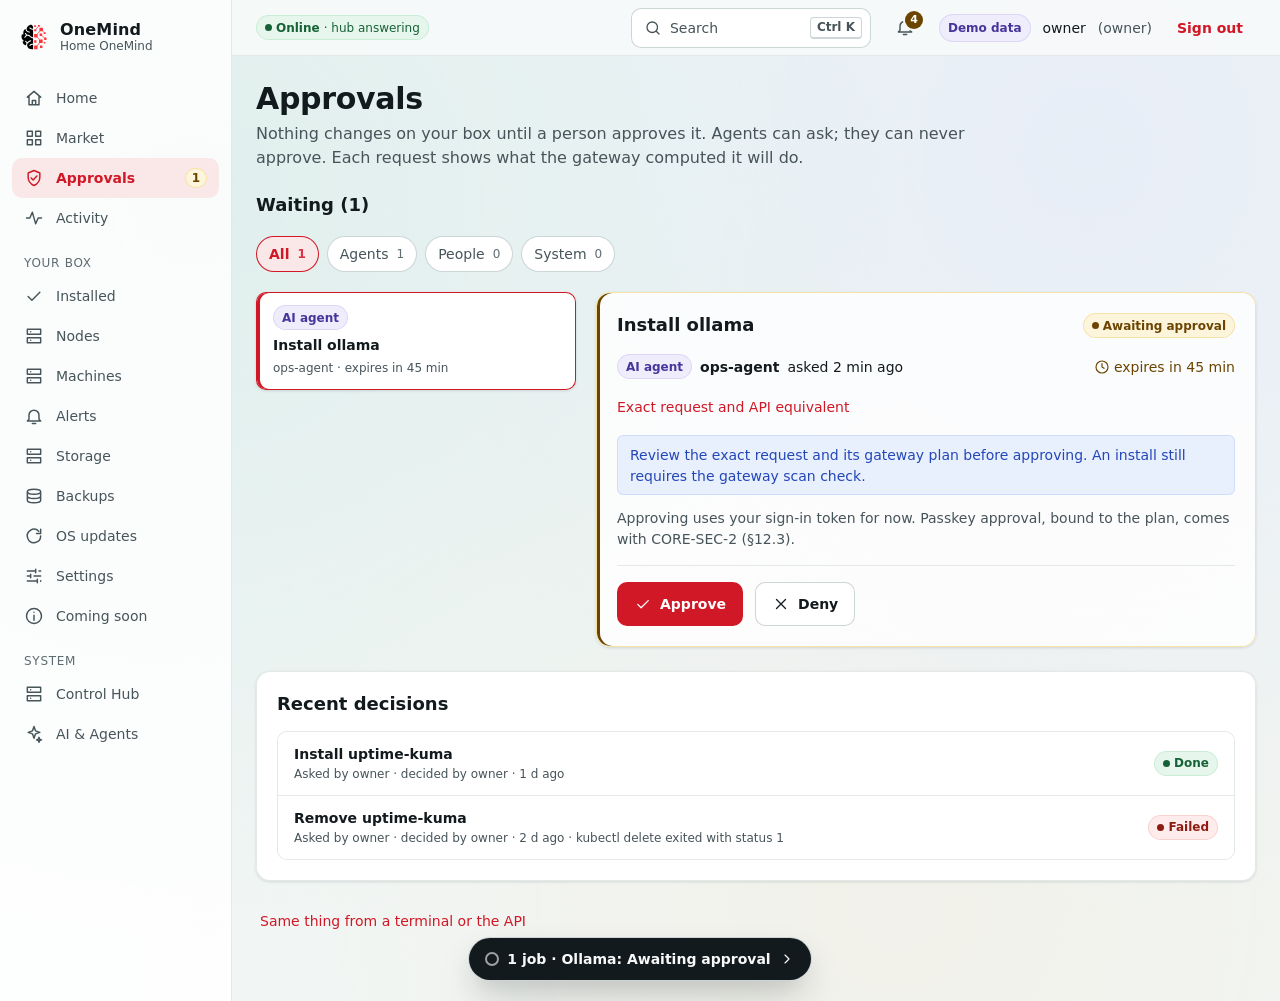 OneMind
Home OneMind
Online · hub answering
Search
Ctrl K
4
Demo data
owner
(owner)
Sign out
Home
Market
Approvals
1
Activity
YOUR BOX
Installed
Nodes
Machines
Alerts
Storage
Backups
OS updates
Settings
Coming soon
SYSTEM
Control Hub
AI & Agents
Approvals
Nothing changes on your box until a person approves it. Agents can ask; they can never
approve. Each request shows what the gateway computed it will do.
Waiting (1)
All 1
Agents 1
People 0
System 0
AI agent
Install ollama
ops-agent · expires in 45 min
Install ollama
Awaiting approval
AI agent ops-agent asked 2 min ago
expires in 45 min
Exact request and API equivalent
Review the exact request and its gateway plan before approving. An install still
requires the gateway scan check.
Approving uses your sign-in token for now. Passkey approval, bound to the plan, comes
with CORE-SEC-2 (§12.3).
Approve
Deny
Recent decisions
Install uptime-kuma
Asked by owner · decided by owner · 1 d ago
Done
Remove uptime-kuma
Asked by owner · decided by owner · 2 d ago · kubectl delete exited with status 1
Failed
Same thing from a terminal or the API
1 job · Ollama: Awaiting approval